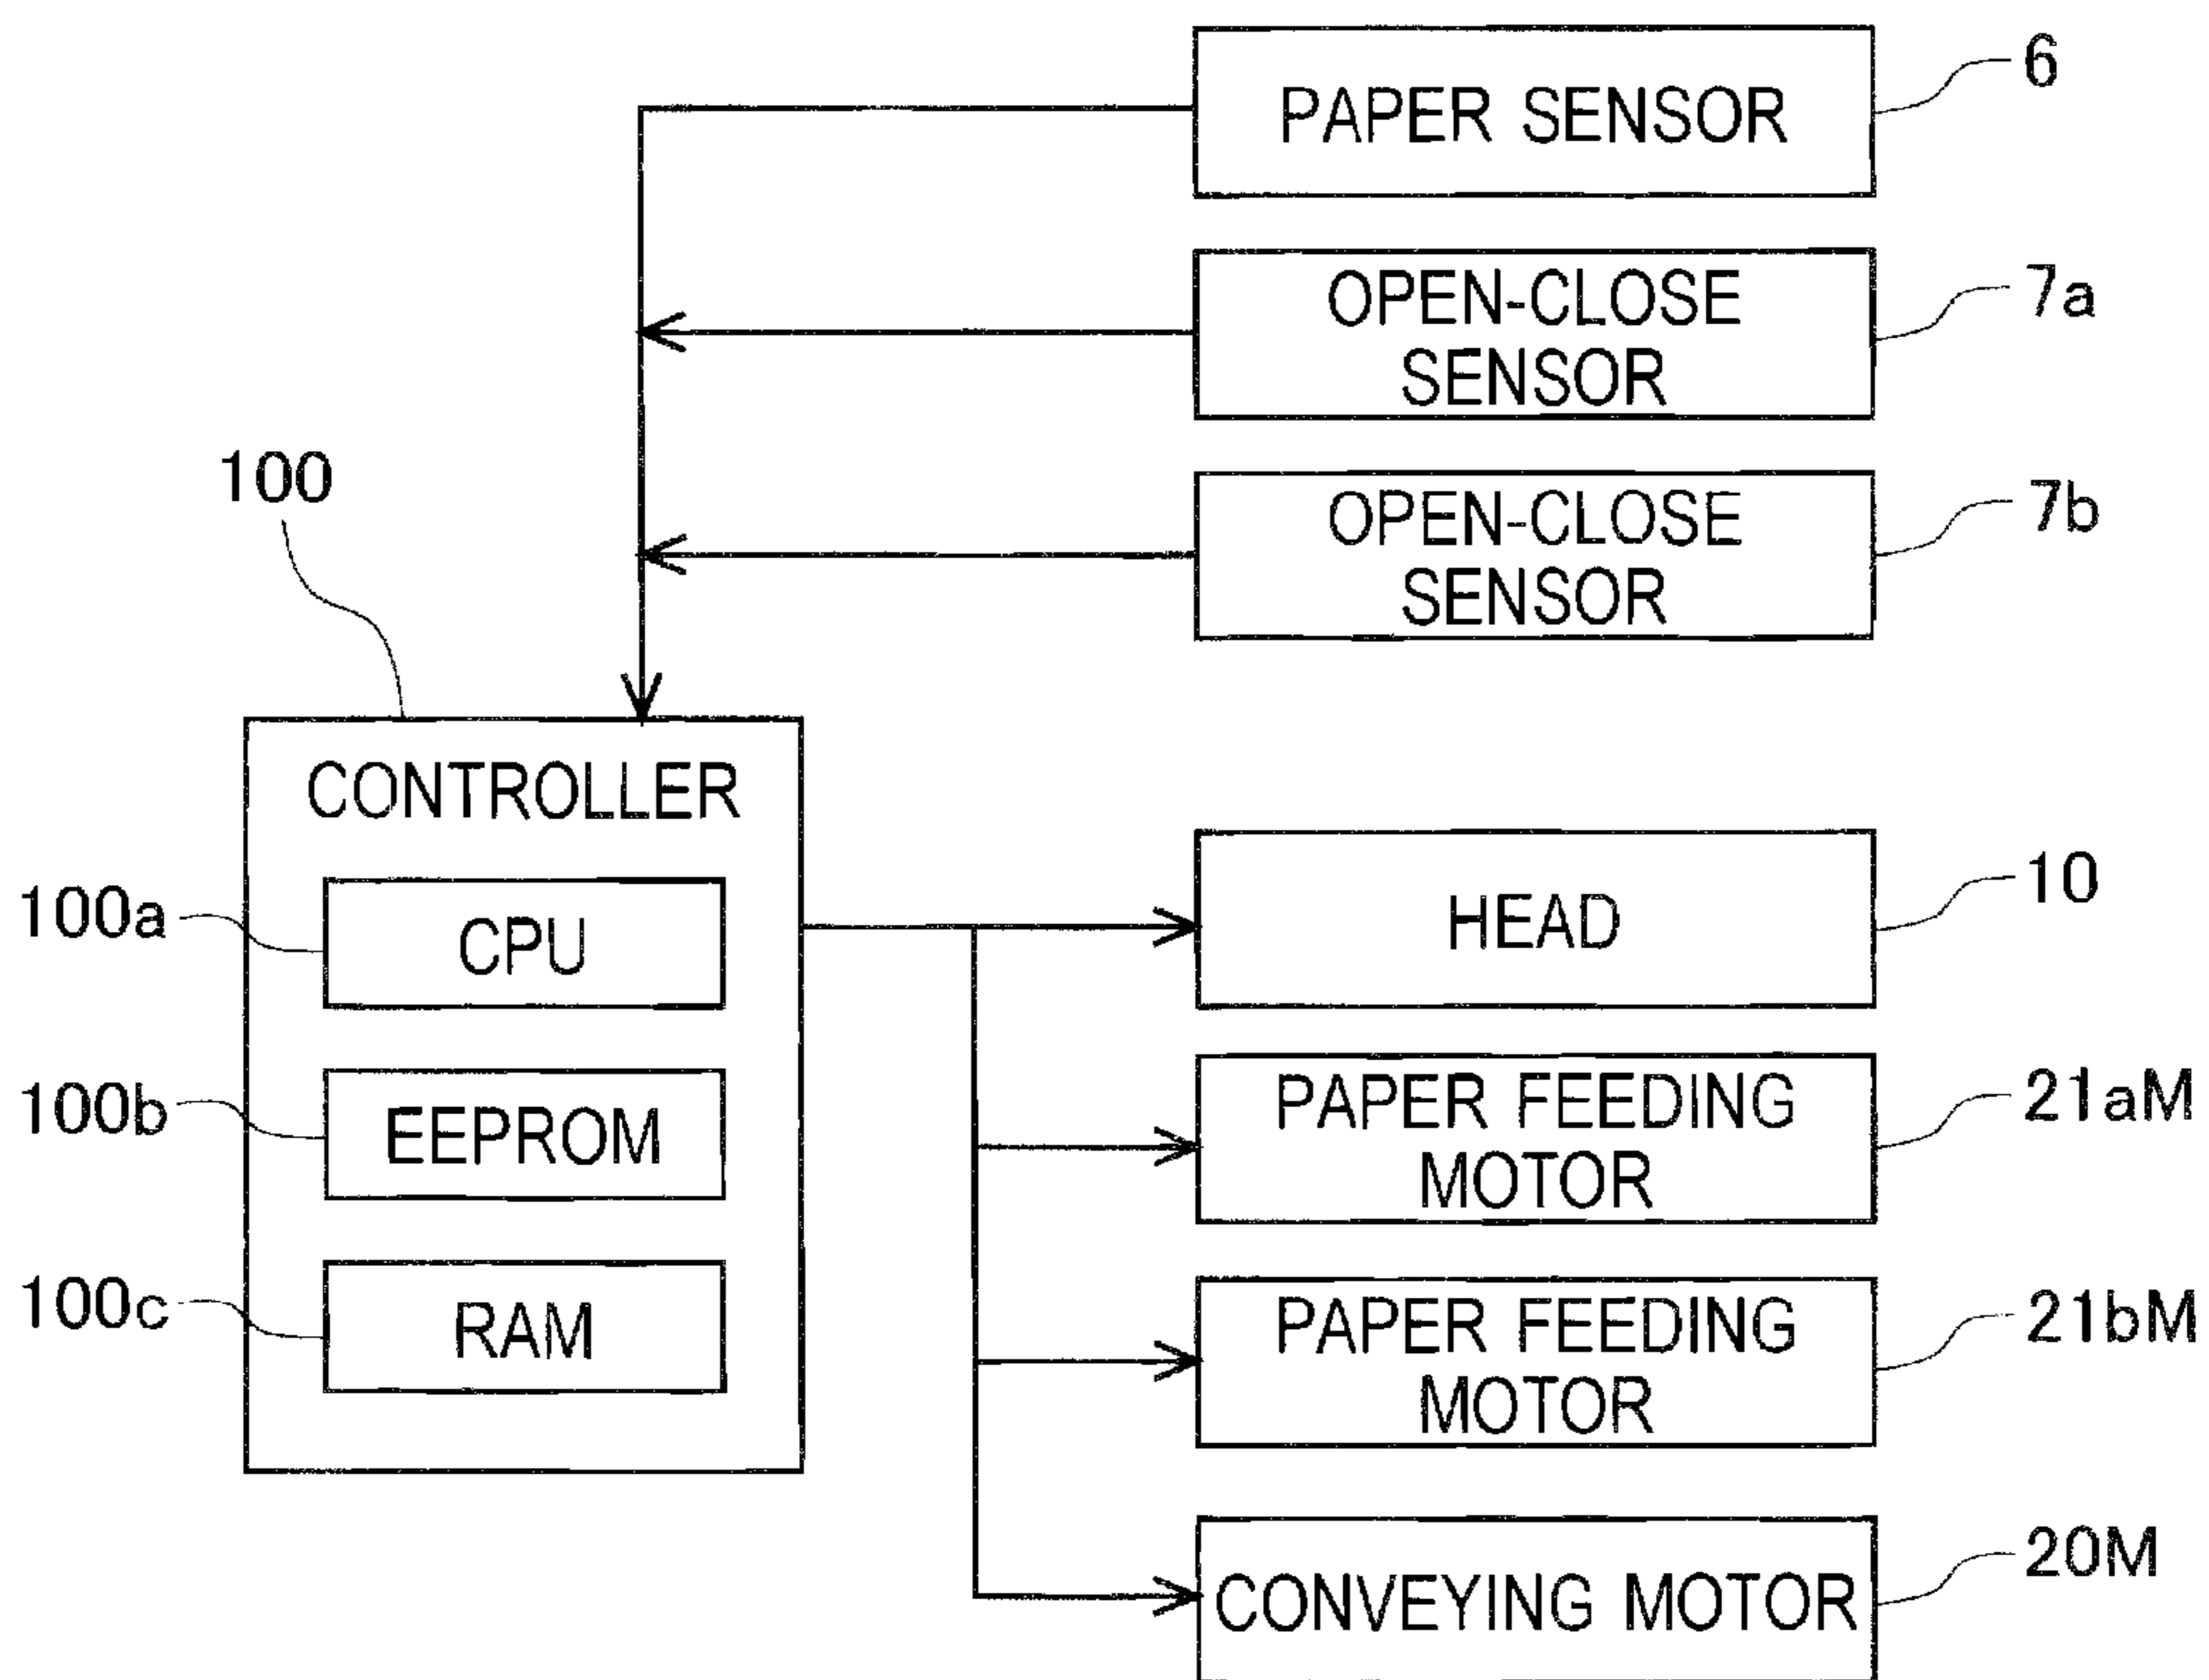 PAPER SENSOR
6
OPEN-CLOSE
SENSOR
7a
OPEN-CLOSE
SENSOR
7b
100
CONTROLLER
100a
CPU
100b
EEPROM
100c
RAM
HEAD
10
PAPER FEEDING
MOTOR
21aM
PAPER FEEDING
MOTOR
21bM
CONVEYING MOTOR
20M